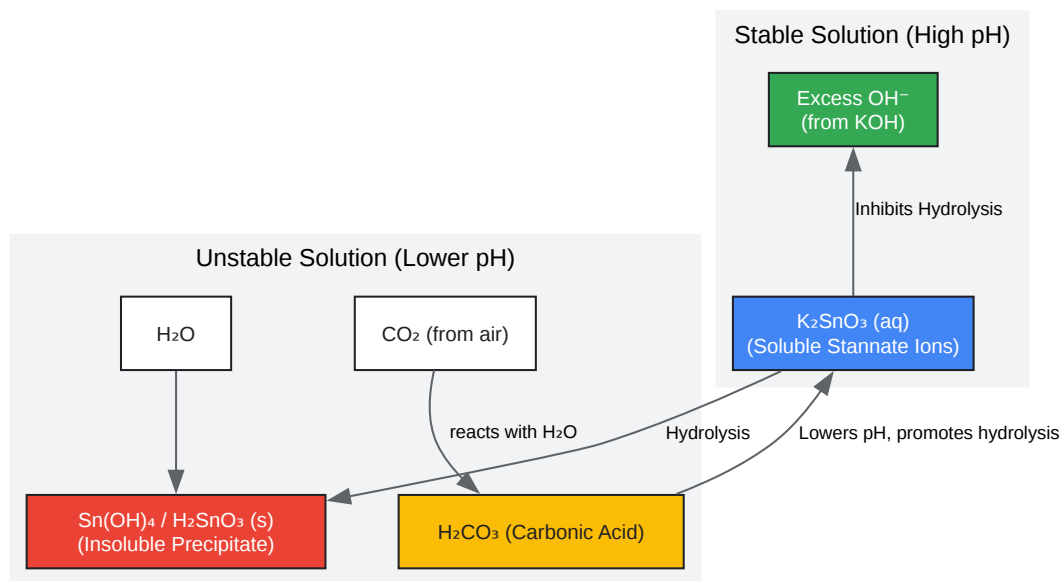 Stable Solution (High pH)
Excess OH⁻
(from KOH)
Inhibits Hydrolysis
Unstable Solution (Lower pH)
H₂O
CO₂ (from air)
K₂SnO₃ (aq)
(Soluble Stannate Ions)
reacts with H₂O
Hydrolysis
Lowers pH, promotes hydrolysis
Sn(OH)₄ / H₂SnO₃ (s)
(Insoluble Precipitate)
H₂CO₃ (Carbonic Acid)